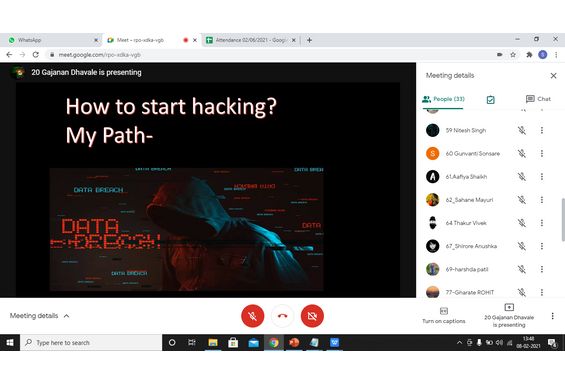 WhatsApp
Meet – rpo-xdka-vgb
Attendance 02/06/2021 - Googl
meet.google.com/rpo-xdka-vgb
S
20 Gajanan Dhavale is presenting
Meeting details
People (33)
Chat
How to start hacking?
My Path-
DATA BREACH
DATA BREACH
DATA BREACH
DATA BREACH
DATA
DATA
BREACH
DATA BREACH
DATA BREACH
59 Nitesh Singh
S
60 Gunvanti Sonsare
A
61.Aafiya Shaikh
62_Sahane Mayuri
64 Thakur Vivek
67_Shirore Anushka
69-harshda patil
77-Gharate ROHIT
Meeting details
Turn on captions
20 Gajanan Dhavale
is presenting
Type here to search
13:48
08-02-2021